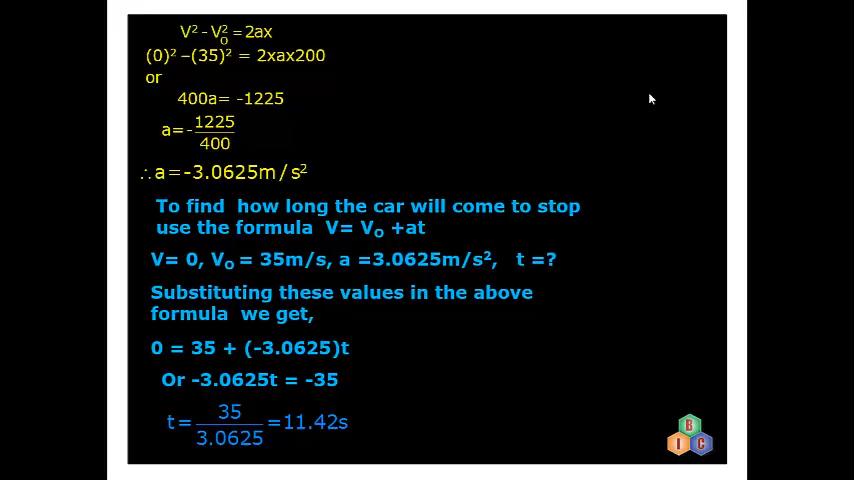 V² - V₀² = 2ax
(0)² –(35)² = 2xax200
or
400a= -1225
a=- 1225/400
∴a=-3.0625m/s²
To find how long the car will come to stop
use the formula V= V₀ +at
V= 0, V₀ = 35m/s, a =3.0625m/s², t =?
Substituting these values in the above
formula we get,
0 = 35 + (-3.0625)t
Or -3.0625t = -35
t= 35/3.0625 =11.42s
B
I C